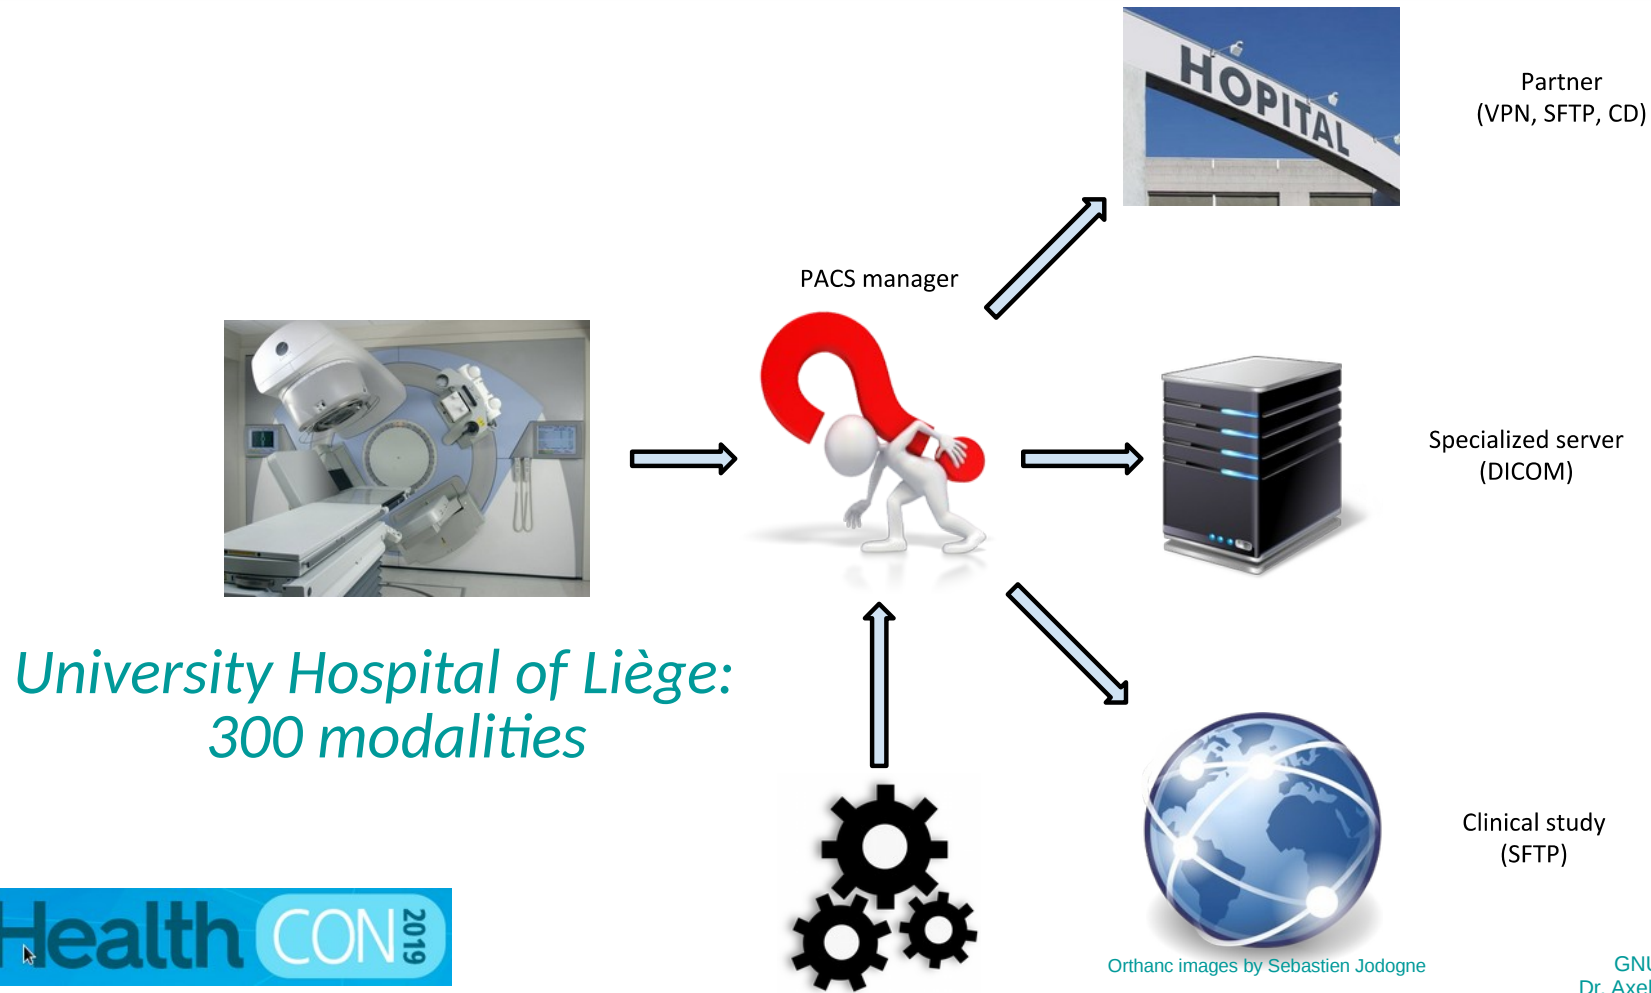 HOPITAL
Partner
(VPN, SFTP, CD)
PACS manager
Specialized server
(DICOM)
University Hospital of Liège:
300 modalities
Clinical study
(SFTP)
Health CON 2019
Orthanc images by Sebastien Jodogne
Dr.